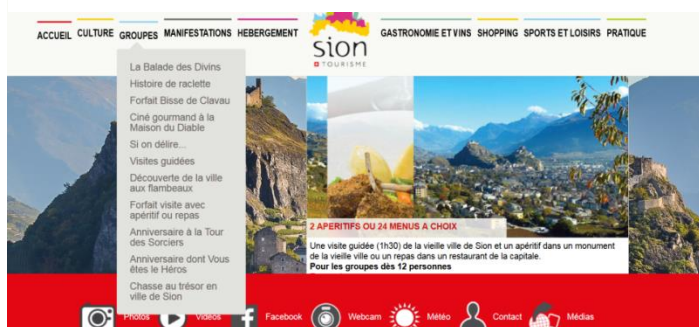 ACCUEIL CULTURE GROUPES MANIFESTATIONS HEBERGEMENT GASTRONOMIE ET VINS SHOPPING SPORTS ET LOISIRS PRATIQUE
sion
TOURISME
La Balade des Divins
Histoire de raclette
Forfait Bisse de Clavau
Ciné gourmand à la
Maison du Diable
Si on délire...
Visites guidées
Découverte de la ville
aux flambeaux
Forfait visite avec
apéritif ou repas
Anniversaire à la Tour
des Sorciers
Anniversaire dont Vous
êtes le Héros
Chasse au trésor en
ville de Sion
2 APERITIFS OU 24 MENUS A CHOIX
Une visite guidée (1h30) de la vieille ville de Sion et un apéritif dans un monument
de la vieille ville ou un repas dans un restaurant de la capitale.
Pour les groupes dès 12 personnes
Photos Vidéos Facebook Webcam Météo Contact Médias